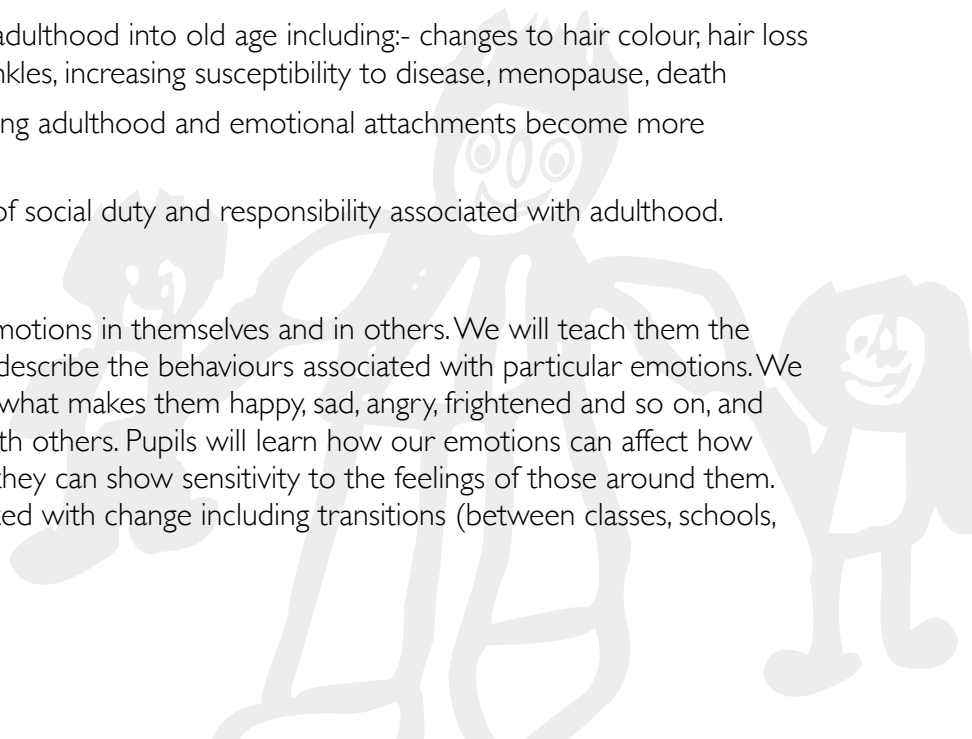 adulthood into old age including:- changes to hair colour, hair loss
nkles, increasing susceptibility to disease, menopause, death
ng adulthood and emotional attachments become more
of social duty and responsibility associated with adulthood.
motions in themselves and in others. We will teach them the
describe the behaviours associated with particular emotions. We
what makes them happy, sad, angry, frightened and so on, and
th others. Pupils will learn how our emotions can affect how
they can show sensitivity to the feelings of those around them.
ked with change including transitions (between classes, schools,